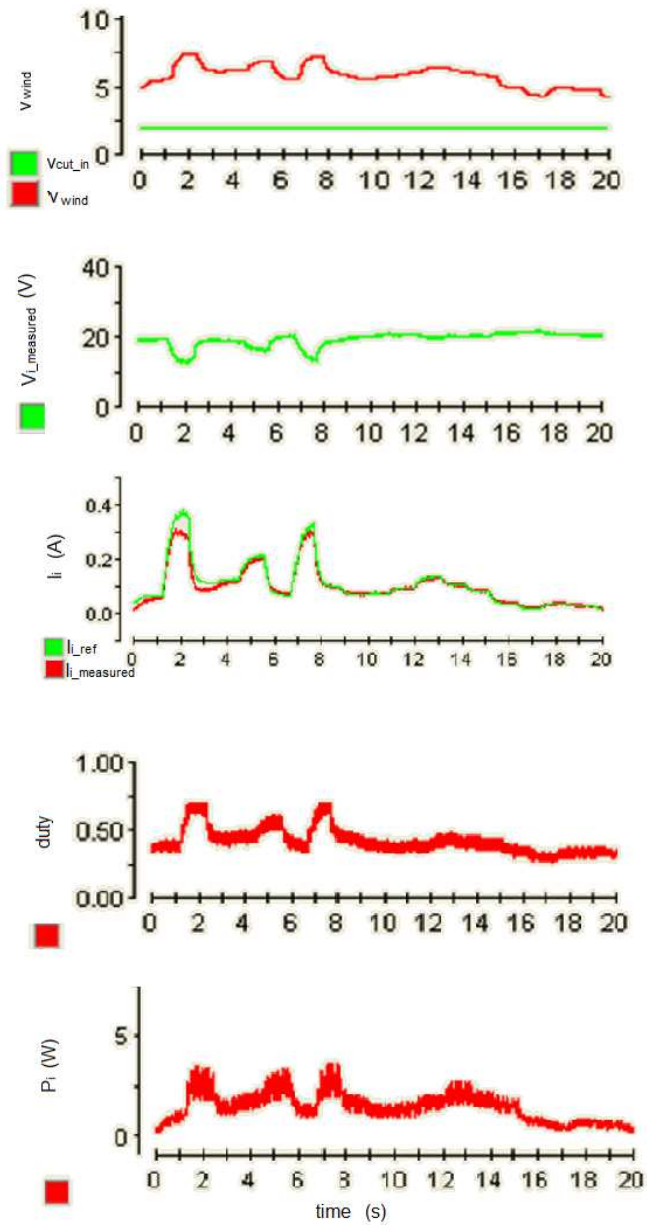 10
5
0
V wind
0 2 4 6 8 10 12 14 16 18 20
Vcut_in
V wind
40
20
0
Vi_measured (V)
0 2 4 6 8 10 12 14 16 18 20
0.4
0.2
0.0
Ii (A)
0 2 4 6 8 10 12 14 16 18 20
Ii_ref
Ii_measured
1.00
0.50
0.00
duty
0 2 4 6 8 10 12 14 16 18 20
5
0
Pi (W)
0 2 4 6 8 10 12 14 16 18 20
time (s)